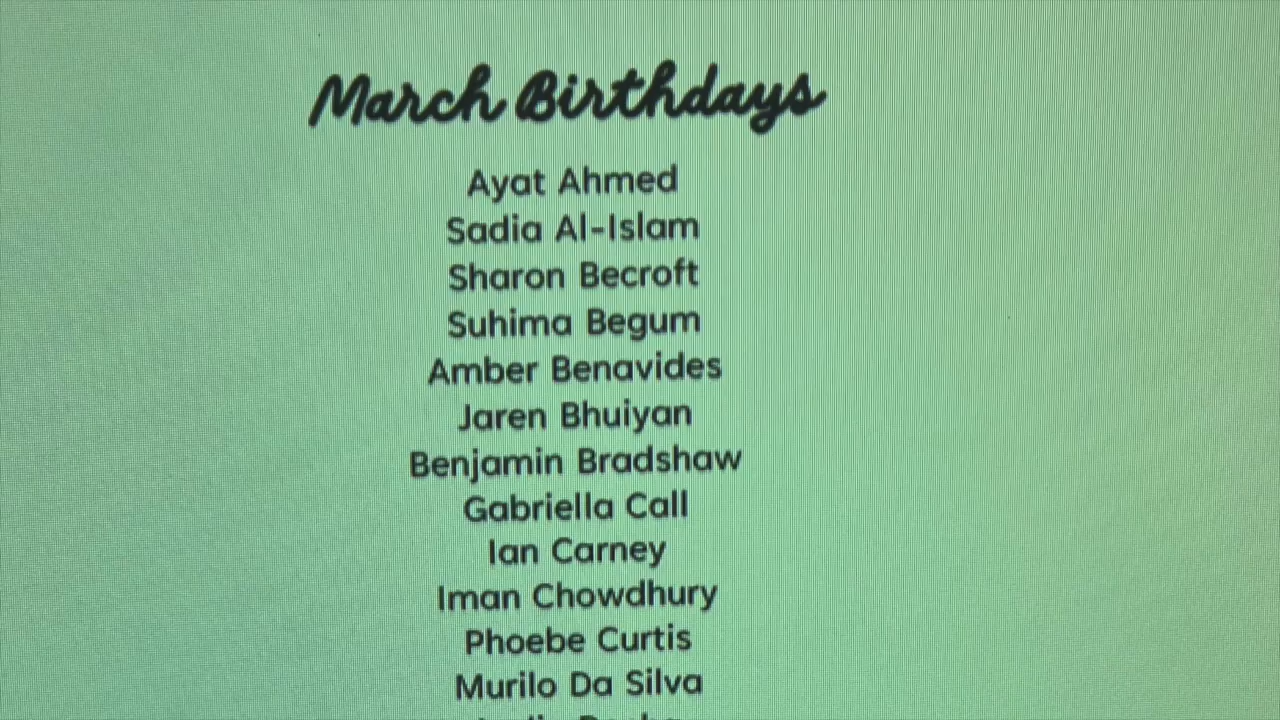 March Birthdays
Ayat Ahmed
Sadia Al-Islam
Sharon Becroft
Suhima Begum
Amber Benavides
Jaren Bhuiyan
Benjamin Bradshaw
Gabriella Call
Ian Carney
Iman Chowdhury
Phoebe Curtis
Murilo Da Silva